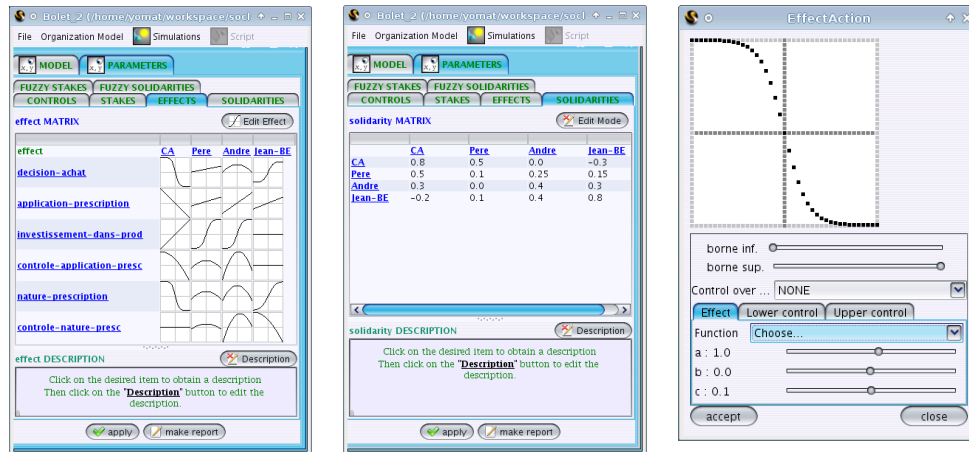 Bolet_2 (/home/yomat/workspace/socl
File Organization Model Simulations Script
x, y MODEL x, y PARAMETERS
FUZZY STAKES FUZZY SOLIDARITIES
CONTROLS STAKES EFFECTS SOLIDARITIES
effect MATRIX Edit Effect
effect CA Pere Andre Jean-BE
decision-achat
application-prescription
investissement-dans-prod
controle-application-presc
nature-prescription
controle-nature-presc
effect DESCRIPTION Description
Click on the desired item to obtain a description
Then click on the "Description" button to edit the
description.
apply make report
Bolet_2 (/home/yomat/workspace/socl
File Organization Model Simulations Script
x, y MODEL x, y PARAMETERS
FUZZY STAKES FUZZY SOLIDARITIES
CONTROLS STAKES EFFECTS SOLIDARITIES
solidarity MATRIX Edit Mode
CA Pere Andre Jean-BE
CA 0.8 0.5 0.0 -0.3
Pere 0.5 0.1 0.25 0.15
Andre 0.3 0.0 0.4 0.3
Jean-BE -0.2 0.1 0.4 0.8
solidarity DESCRIPTION Description
Click on the desired item to obtain a description
Then click on the "Description" button to edit the
description.
apply make report
EffectAction
borne inf.
borne sup.
Control over ... NONE
Effect Lower control Upper control
Function Choose...
a : 1.0
b : 0.0
c : 0.1
accept close